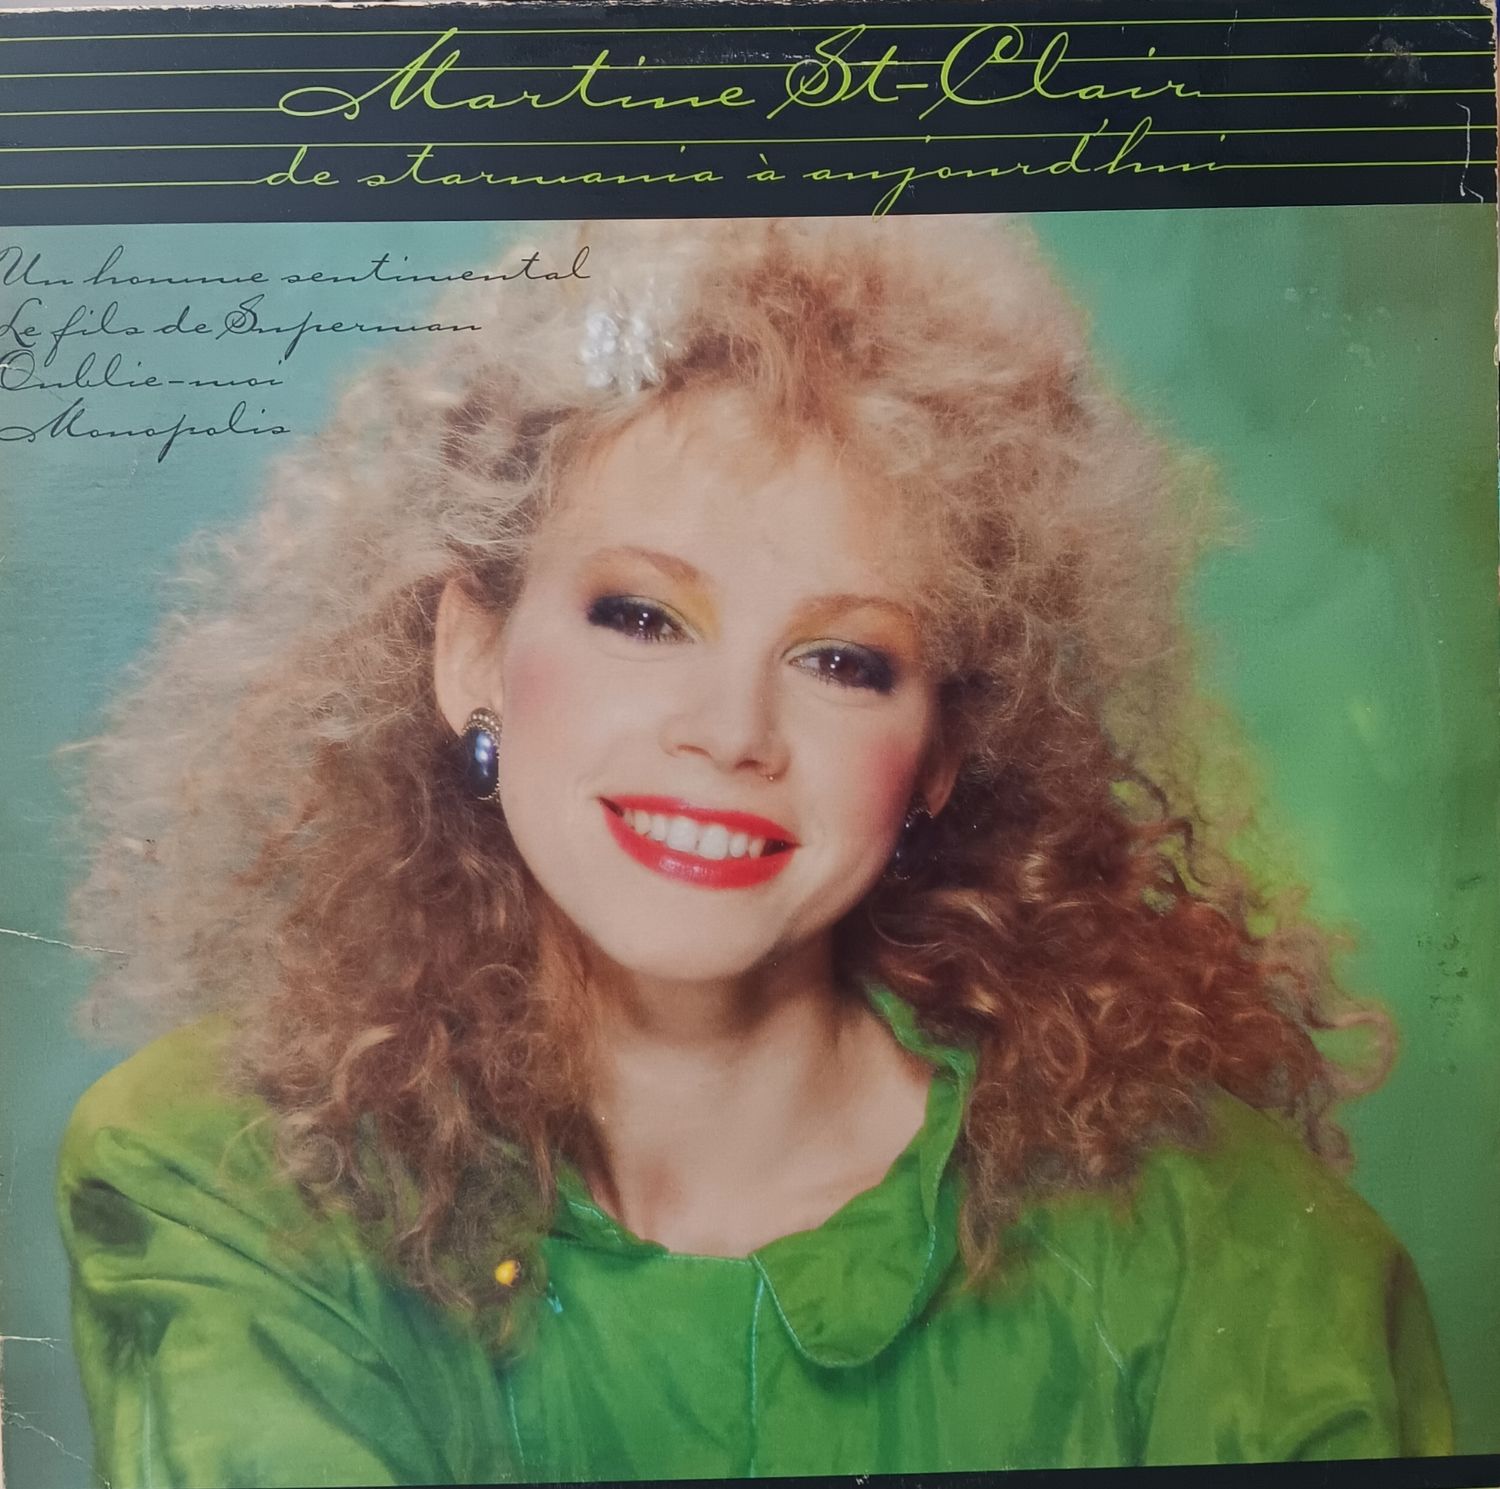 Martine St-Clair
de starmania à aujourd'hui
Un homme sentimental
Le fils de Superman
Oublie-moi
Monopolis